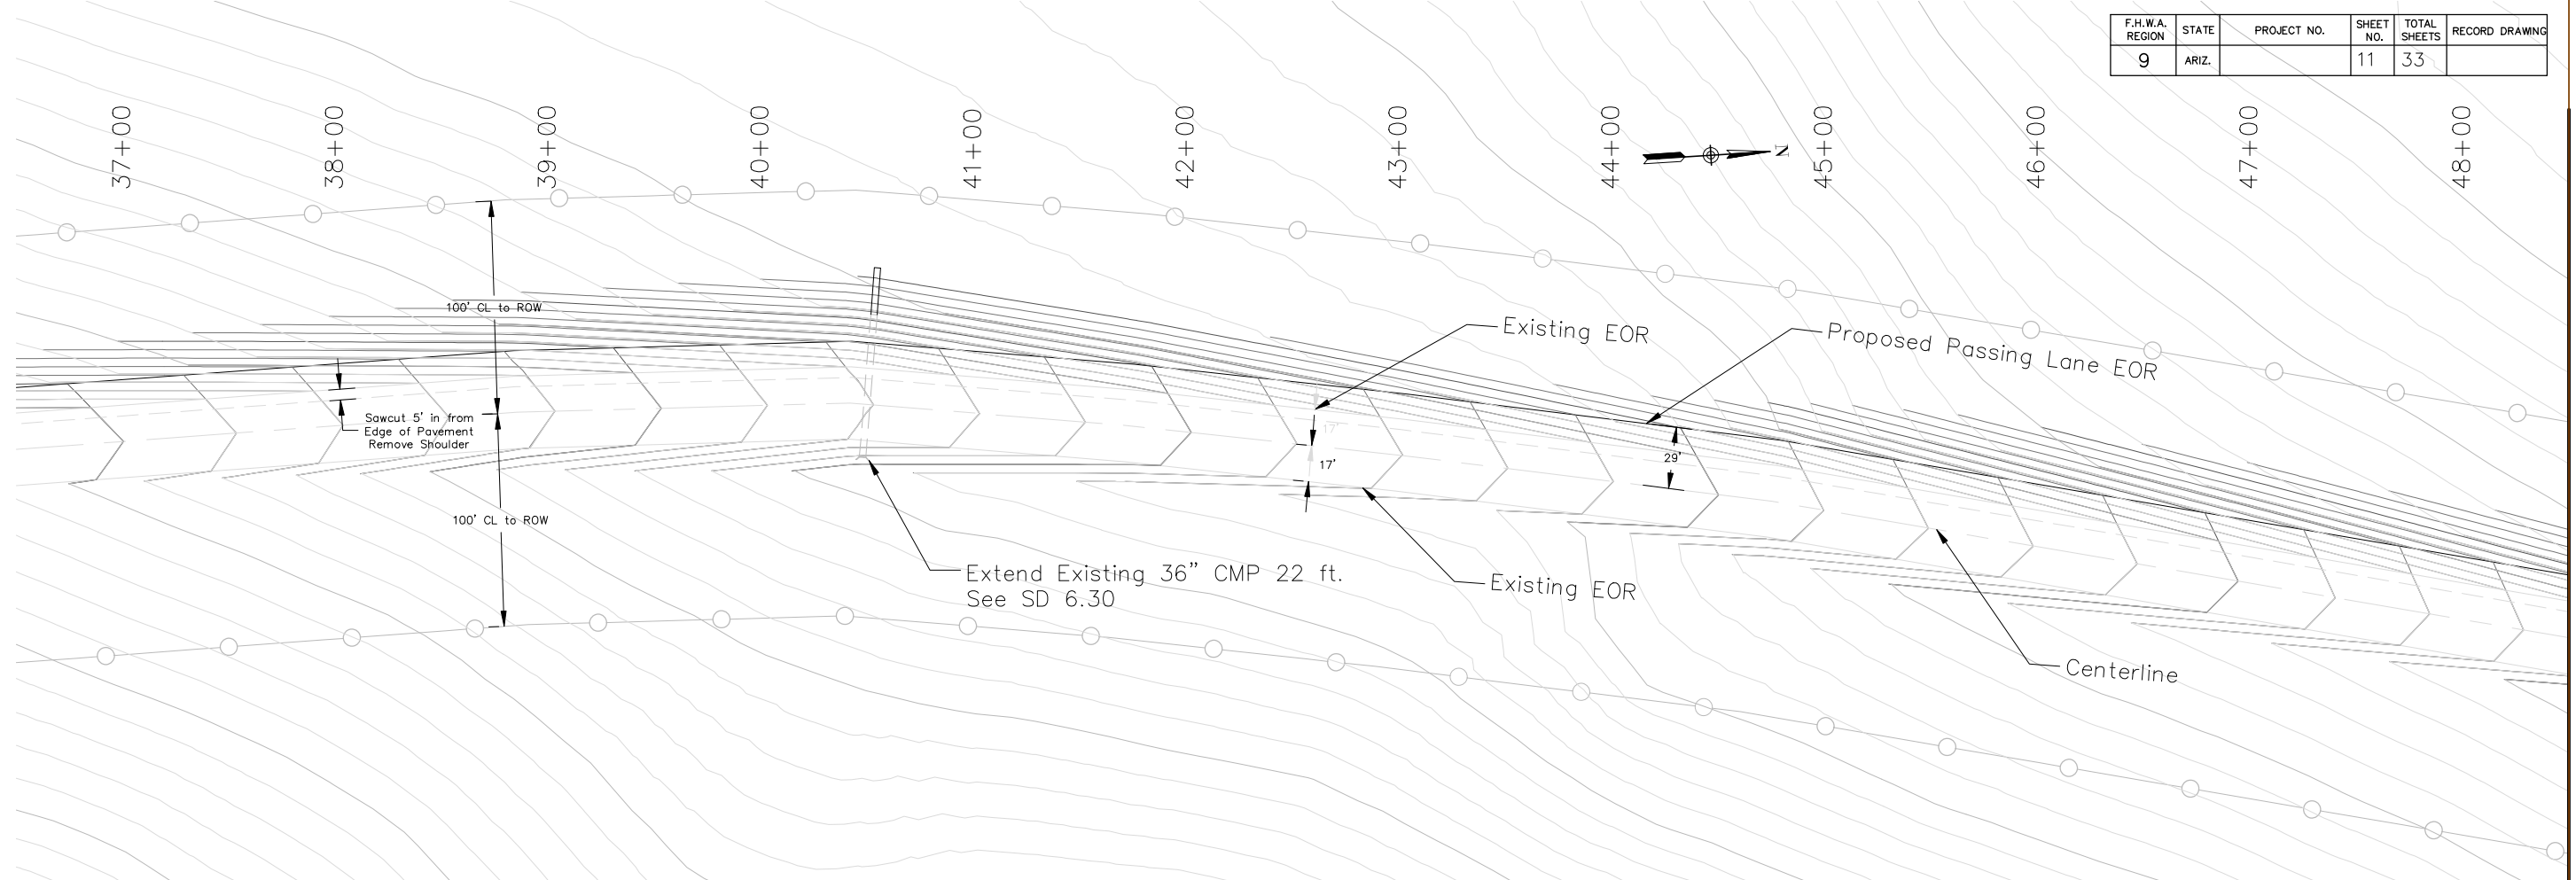 F.H.W.A. REGION STATE PROJECT NO. SHEET NO. TOTAL SHEETS RECORD DRAWING
9 ARIZ. 11 33
37+00 38+00 39+00 40+00 41+00 42+00 43+00 44+00 45+00 46+00 47+00 48+00
N
100' CL to ROW
Existing EOR
Proposed Passing Lane EOR
Sawcut 5' in from
Edge of Pavement
Remove Shoulder
17'
17'
29'
100' CL to ROW
Extend Existing 36" CMP 22 ft.
See SD 6.30
Existing EOR
Centerline